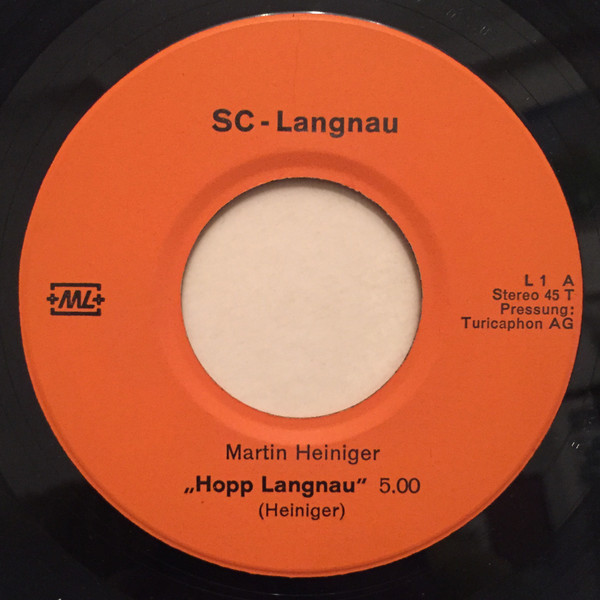 SC - Langnau
+ML+
L 1 A
Stereo 45 T
Pressung:
Turicaphon AG
Martin Heiniger
„Hopp Langnau“ 5.00
(Heiniger)